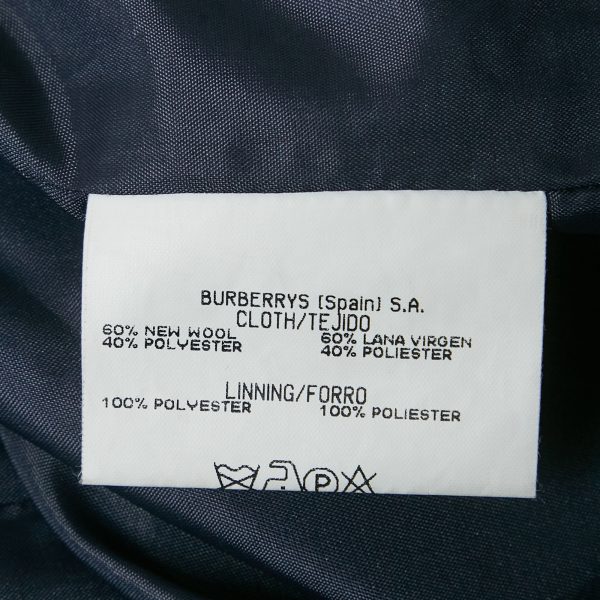 BURBERRYS (Spain) S.A.
CLOTH/TEJIDO
60% NEW WOOL 60% LANA VIRGEN
40% POLYESTER 40% POLIESTER
LINNING/FORRO
100% POLYESTER 100% POLIESTER
P